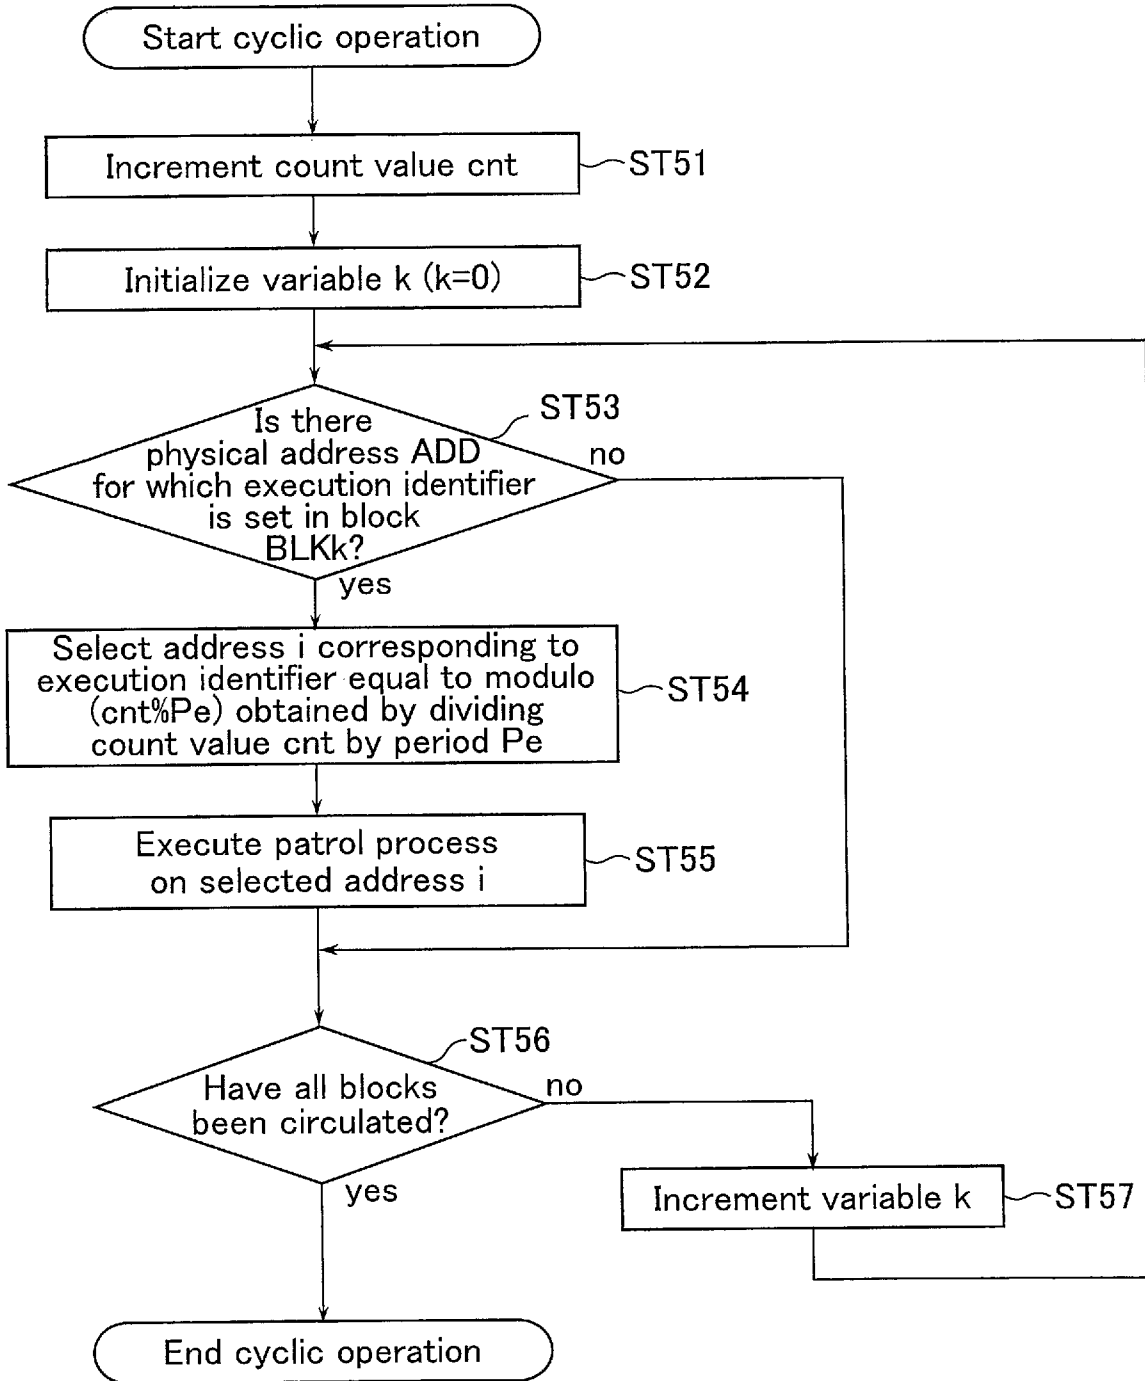 Start cyclic operation
Increment count value cnt
ST51
Initialize variable k (k=0)
ST52
ST53
Is there
physical address ADD
for which execution identifier
is set in block
BLKk?
no
yes
Select address i corresponding to
execution identifier equal to modulo
(cnt%Pe) obtained by dividing
count value cnt by period Pe
ST54
Execute patrol process
on selected address i
ST55
ST56
Have all blocks
been circulated?
no
yes
Increment variable k
ST57
End cyclic operation